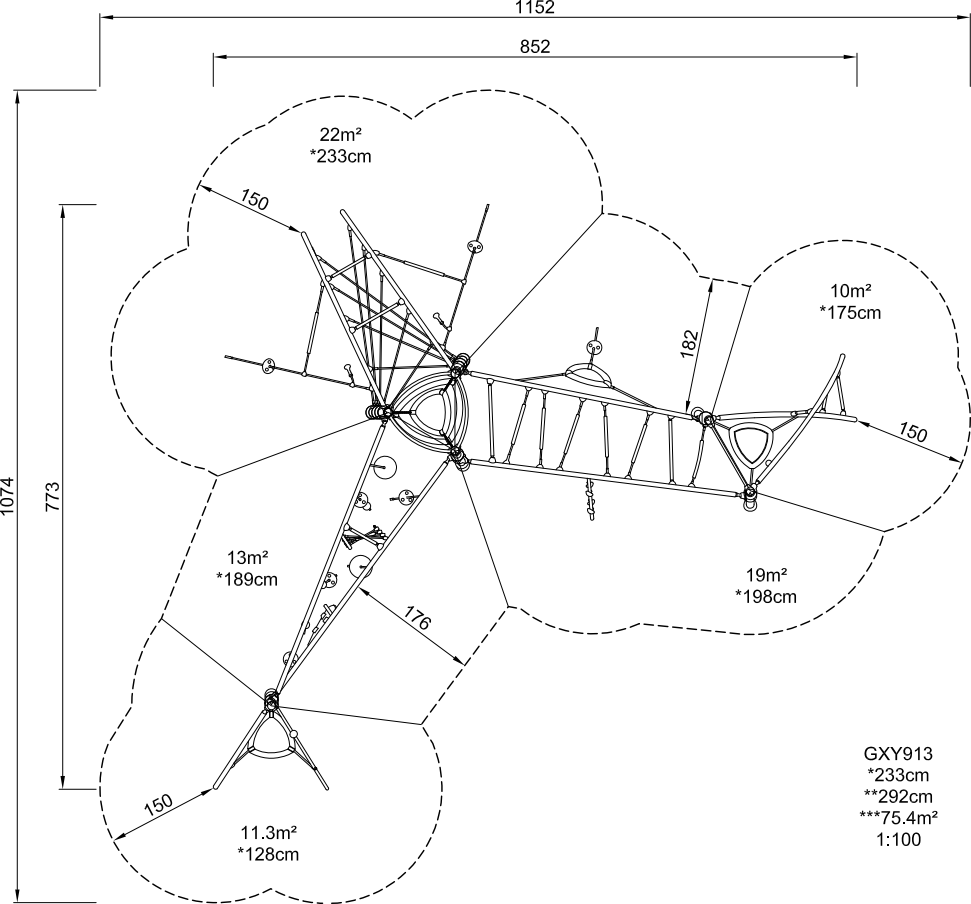 1152
852
22m²
*233cm
150
10m²
*175cm
182
150
1074
773
13m²
*189cm
19m²
*198cm
176
150
11.3m²
*128cm
GXY913
*233cm
**292cm
***75.4m²
1:100